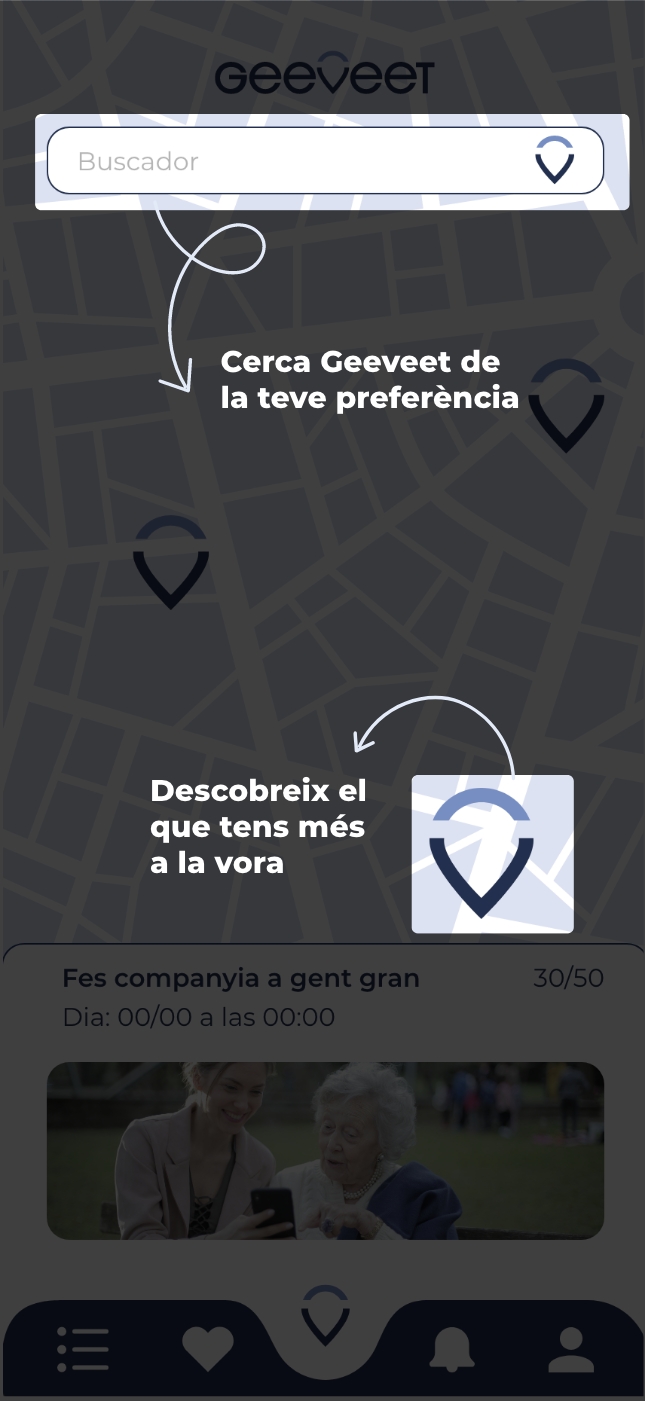 GEEVEET
Buscador
Cerca Geeveet de
la teve preferència
Descobreix el
que tens més
a la vora
Fes companyia a gent gran 30/50
Dia: 00/00 a las 00:00